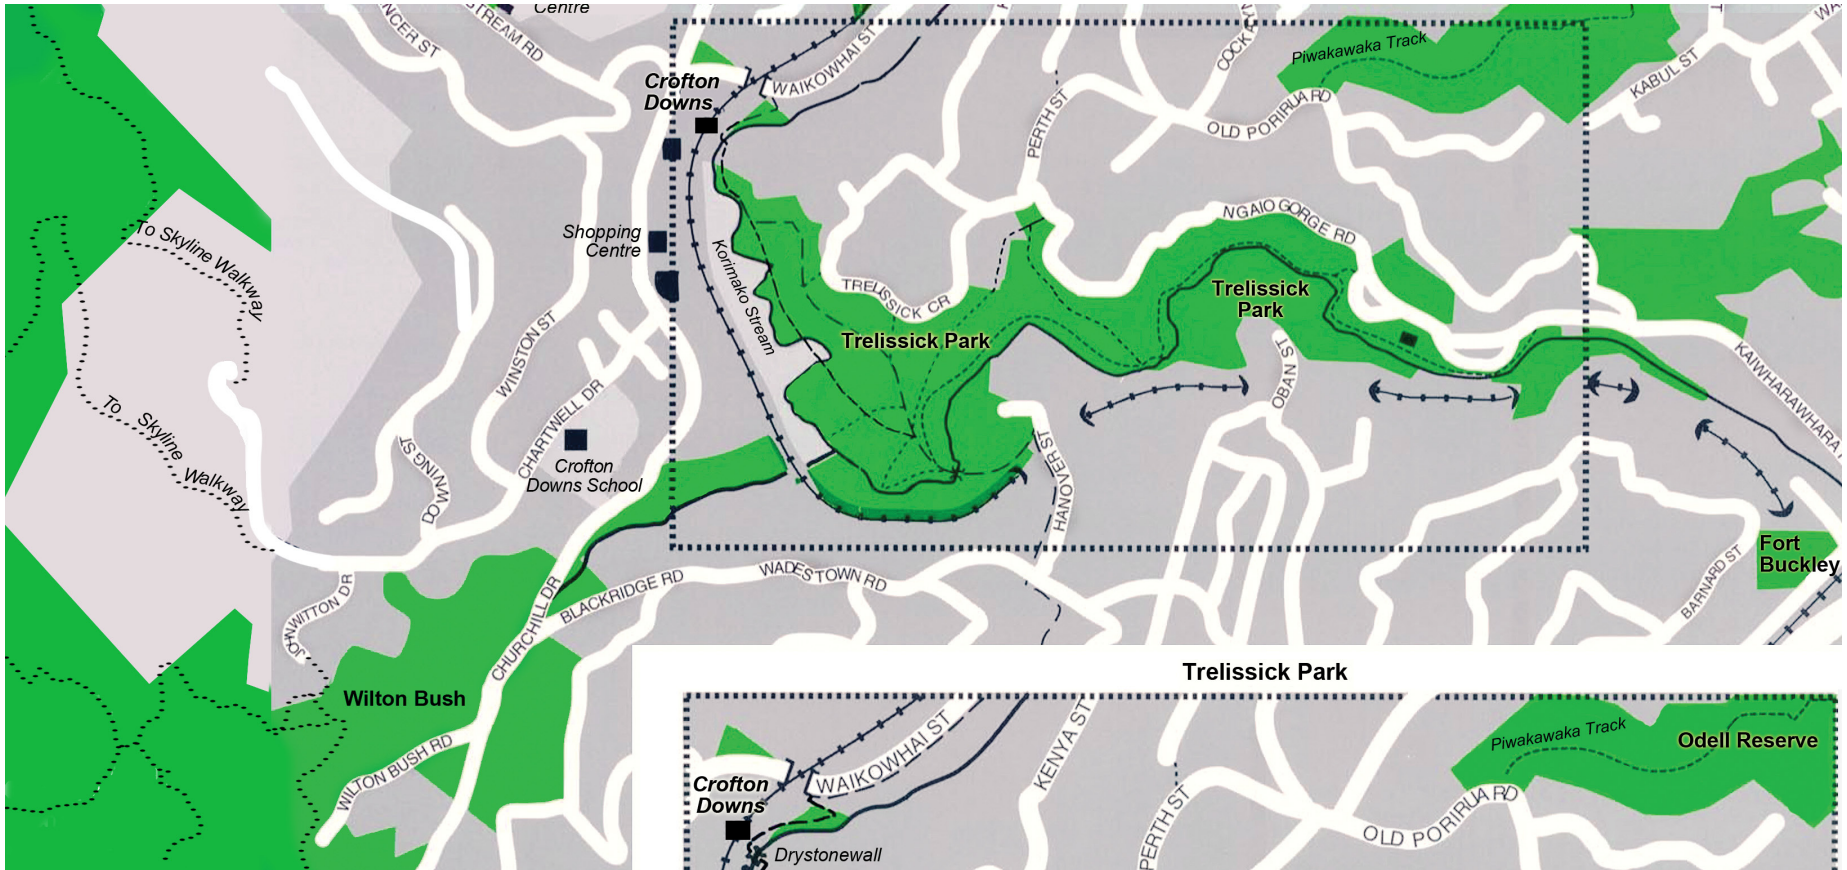 Centre
STREAM RD
Piwakawaka Track
COCKAYN
KABUL ST
WAIKOWHAI ST
Crofton
Downs
PERTH ST
OLD PORIRUA RD
To Skyline Walkway
Shopping
Centre
Korimako Stream
NGAIO GORGE RD
TRELISSICK CR
Trelissick
Park
Trelissick Park
WINSTON ST
OBAN ST
KAIWHARAWHARA R
CHARTWELL DR
To Skyline Walkway
DOWNING ST
Crofton
Downs School
HANOVER ST
Fort
Buckley
BARNARD ST
WADESTOWN RD
BLACKRIDGE RD
JOHN WITTON DR
CHURCHILL DR
Wilton Bush
WILTON BUSH RD
Trelissick Park
Piwakawaka Track
Odell Reserve
KENYA ST
WAIKOWHAI ST
Crofton
Downs
PERTH ST
OLD PORIRUA RD
Drystonewall